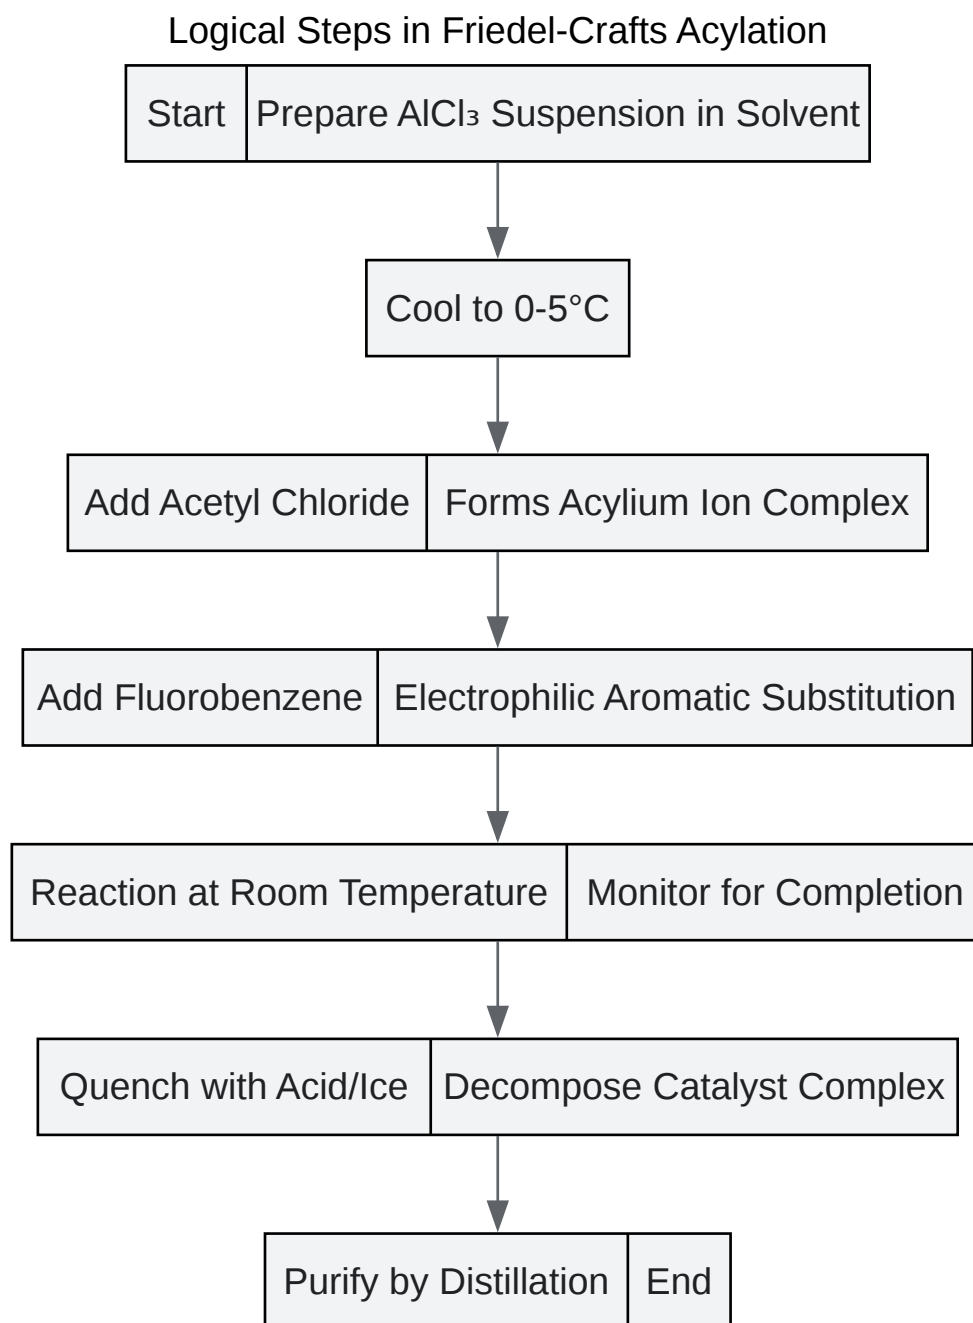 Logical Steps in Friedel-Crafts Acylation
Start
Prepare AlCl₃ Suspension in Solvent
Cool to 0-5°C
Add Acetyl Chloride
Forms Acylium Ion Complex
Add Fluorobenzene
Electrophilic Aromatic Substitution
Reaction at Room Temperature
Monitor for Completion
Quench with Acid/Ice
Decompose Catalyst Complex
Purify by Distillation
End